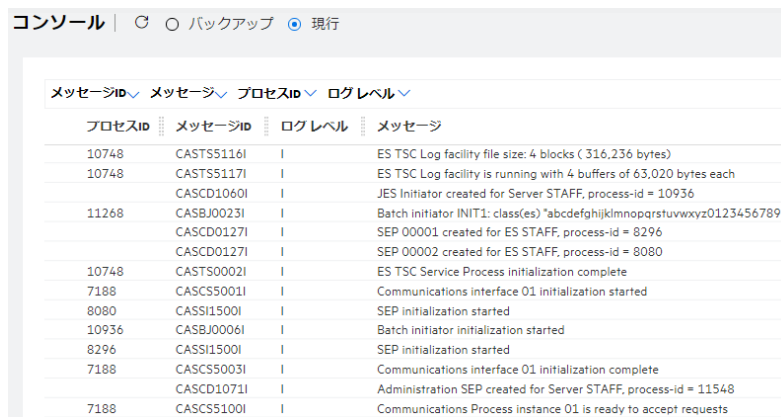 コンソール バックアップ 現行
メッセージID メッセージ プロセスID ログレベル
プロセスID メッセージID ログレベル メッセージ
10748 CASTS5116I I ES TSC Log facility file size: 4 blocks ( 316,236 bytes)
10748 CASTS5117I I ES TSC Log facility is running with 4 buffers of 63,020 bytes each
CASCD1060I I JES Initiator created for Server STAFF, process-id = 10936
11268 CASBJ0023I I Batch initiator INIT1: class(es) "abcdefghijklmnopqrstuvwxyz0123456789
CASCD0127I I SEP 00001 created for ES STAFF, process-id = 8296
CASCD0127I I SEP 00002 created for ES STAFF, process-id = 8080
10748 CASTS0002I I ES TSC Service Process initialization complete
7188 CASCS5001I I Communications interface 01 initialization started
8080 CASSI1500I I SEP initialization started
10936 CASBJ0006I I Batch initiator initialization started
8296 CASSI1500I I SEP initialization started
7188 CASCS5003I I Communications interface 01 initialization complete
CASCD1071I I Administration SEP created for Server STAFF, process-id = 11548
7188 CASCS5100I I Communications Process instance 01 is ready to accept requests